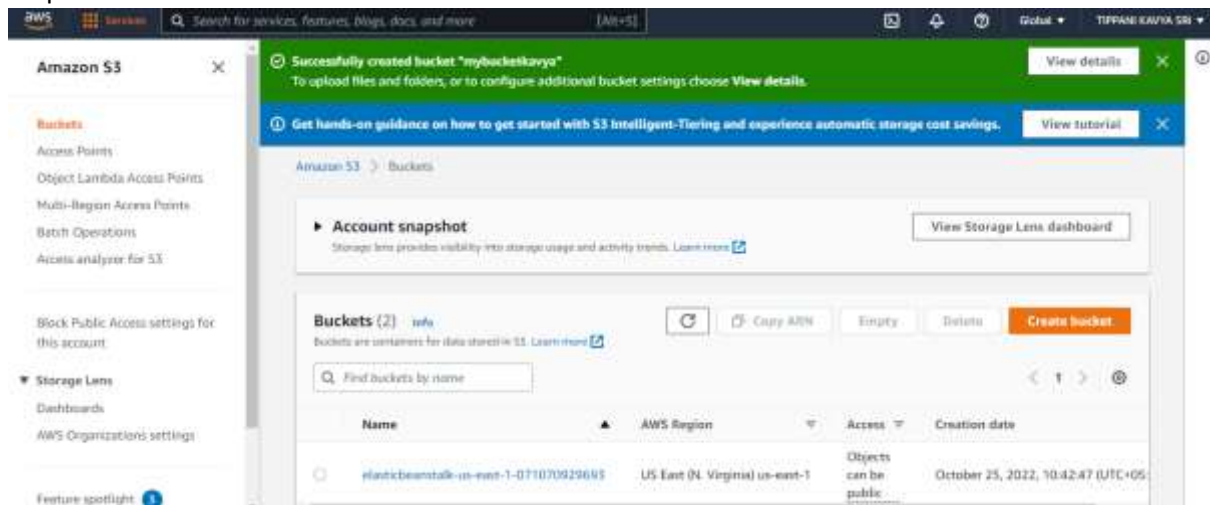 aws Services Search for services, features, blogs, docs, and more [Alt+S] Global TIPPANI KAVYA SRI
Amazon S3
Buckets
Access Points
Object Lambda Access Points
Multi-Region Access Points
Batch Operations
Access analyzer for S3
Block Public Access settings for
this account
Storage Lens
Dashboards
AWS Organizations settings
Feature spotlight 3
Successfully created bucket "mybucketkavya"
To upload files and folders, or to configure additional bucket settings choose View details.
View details
Get hands-on guidance on how to get started with S3 Intelligent-Tiering and experience automatic storage cost savings.
View tutorial
Amazon S3 > Buckets
Account snapshot
Storage lens provides visibility into storage usage and activity trends. Learn more
View Storage Lens dashboard
Buckets (2) Info
Buckets are containers for data stored in S3. Learn more
Copy ARN Empty Delete Create bucket
Find buckets by name
< 1 >
Name AWS Region Access Creation date
elasticbeanstalk-us-east-1-071070929693 US East (N. Virginia) us-east-1 Objects can be public October 25, 2022, 10:42:47 (UTC+05: